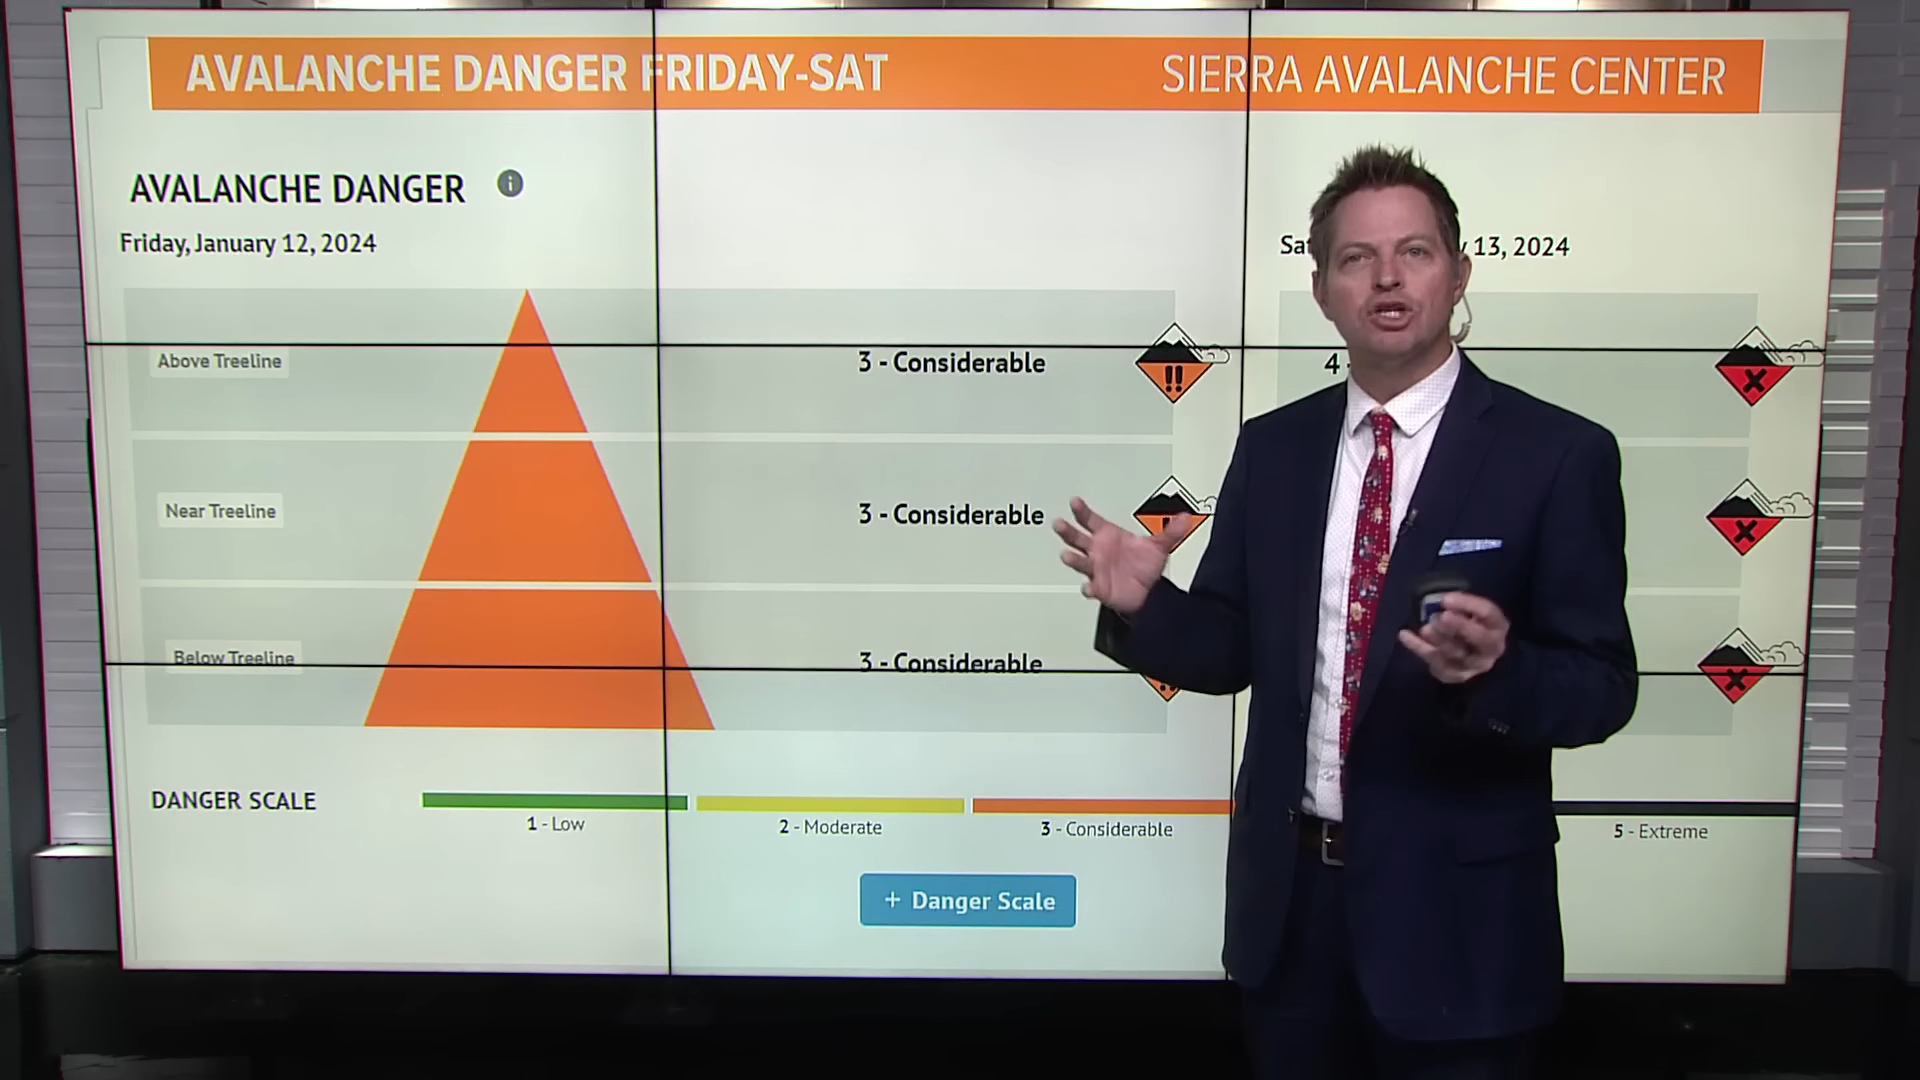 AVALANCHE DANGER FRIDAY-SAT
SIERRA AVALANCHE CENTER
AVALANCHE DANGER i
Friday, January 12, 2024
13, 2024
Above Treeline
3 - Considerable
!!
4 -
Near Treeline
3 - Considerable
Below Treeline
3 - Considerable
DANGER SCALE
1 - Low
2 - Moderate
3 - Considerable
5 - Extreme
+ Danger Scale